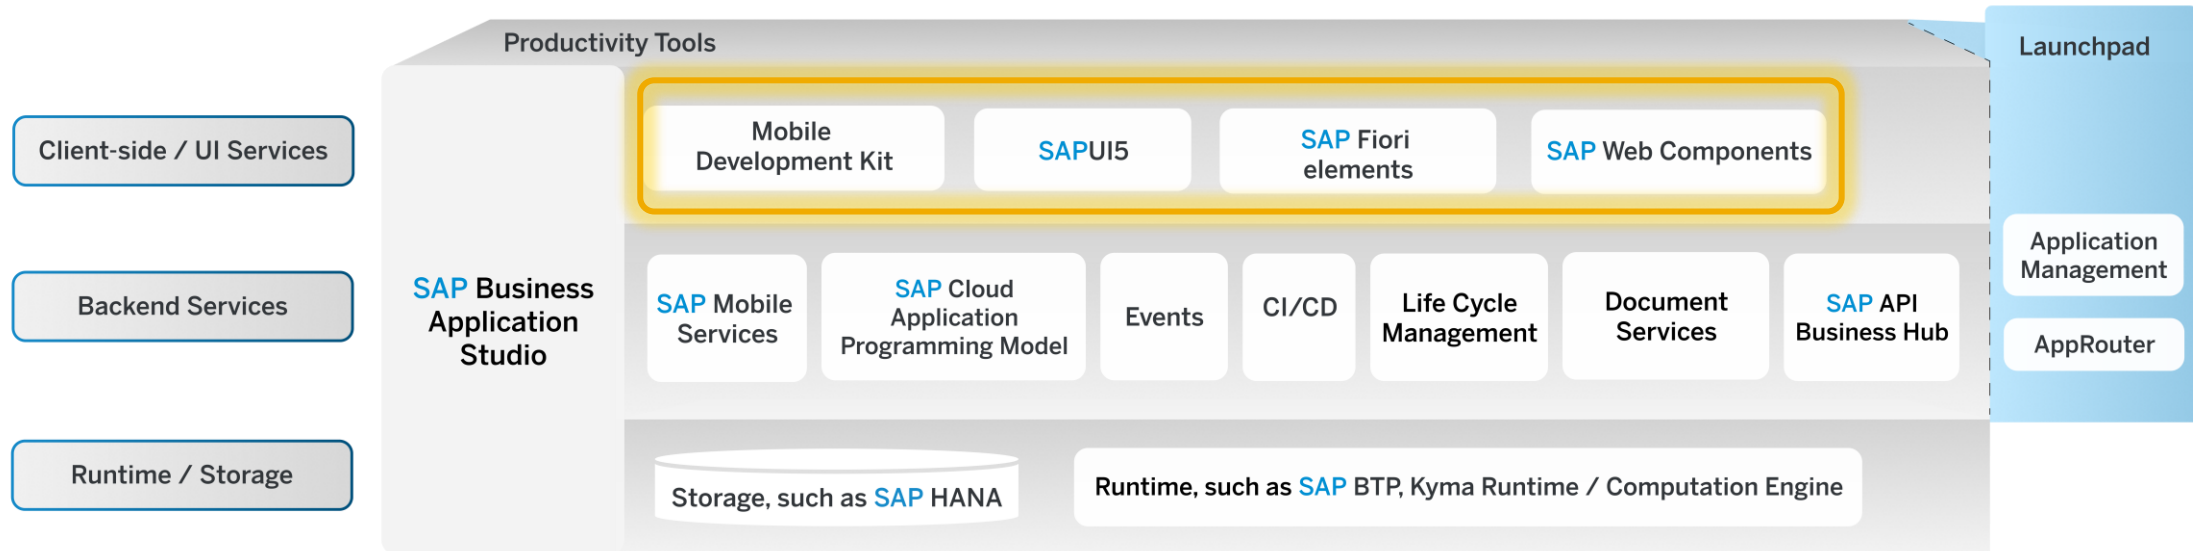 Productivity Tools
Launchpad
Client-side / UI Services
Mobile
Development Kit
SAPUI5
SAP Fiori
elements
SAP Web Components
Backend Services
SAP Business
Application
Studio
SAP Mobile
Services
SAP Cloud
Application
Programming Model
Events
CI/CD
Life Cycle
Management
Document
Services
SAP API
Business Hub
Application
Management
AppRouter
Runtime / Storage
Storage, such as SAP HANA
Runtime, such as SAP BTP, Kyma Runtime / Computation Engine